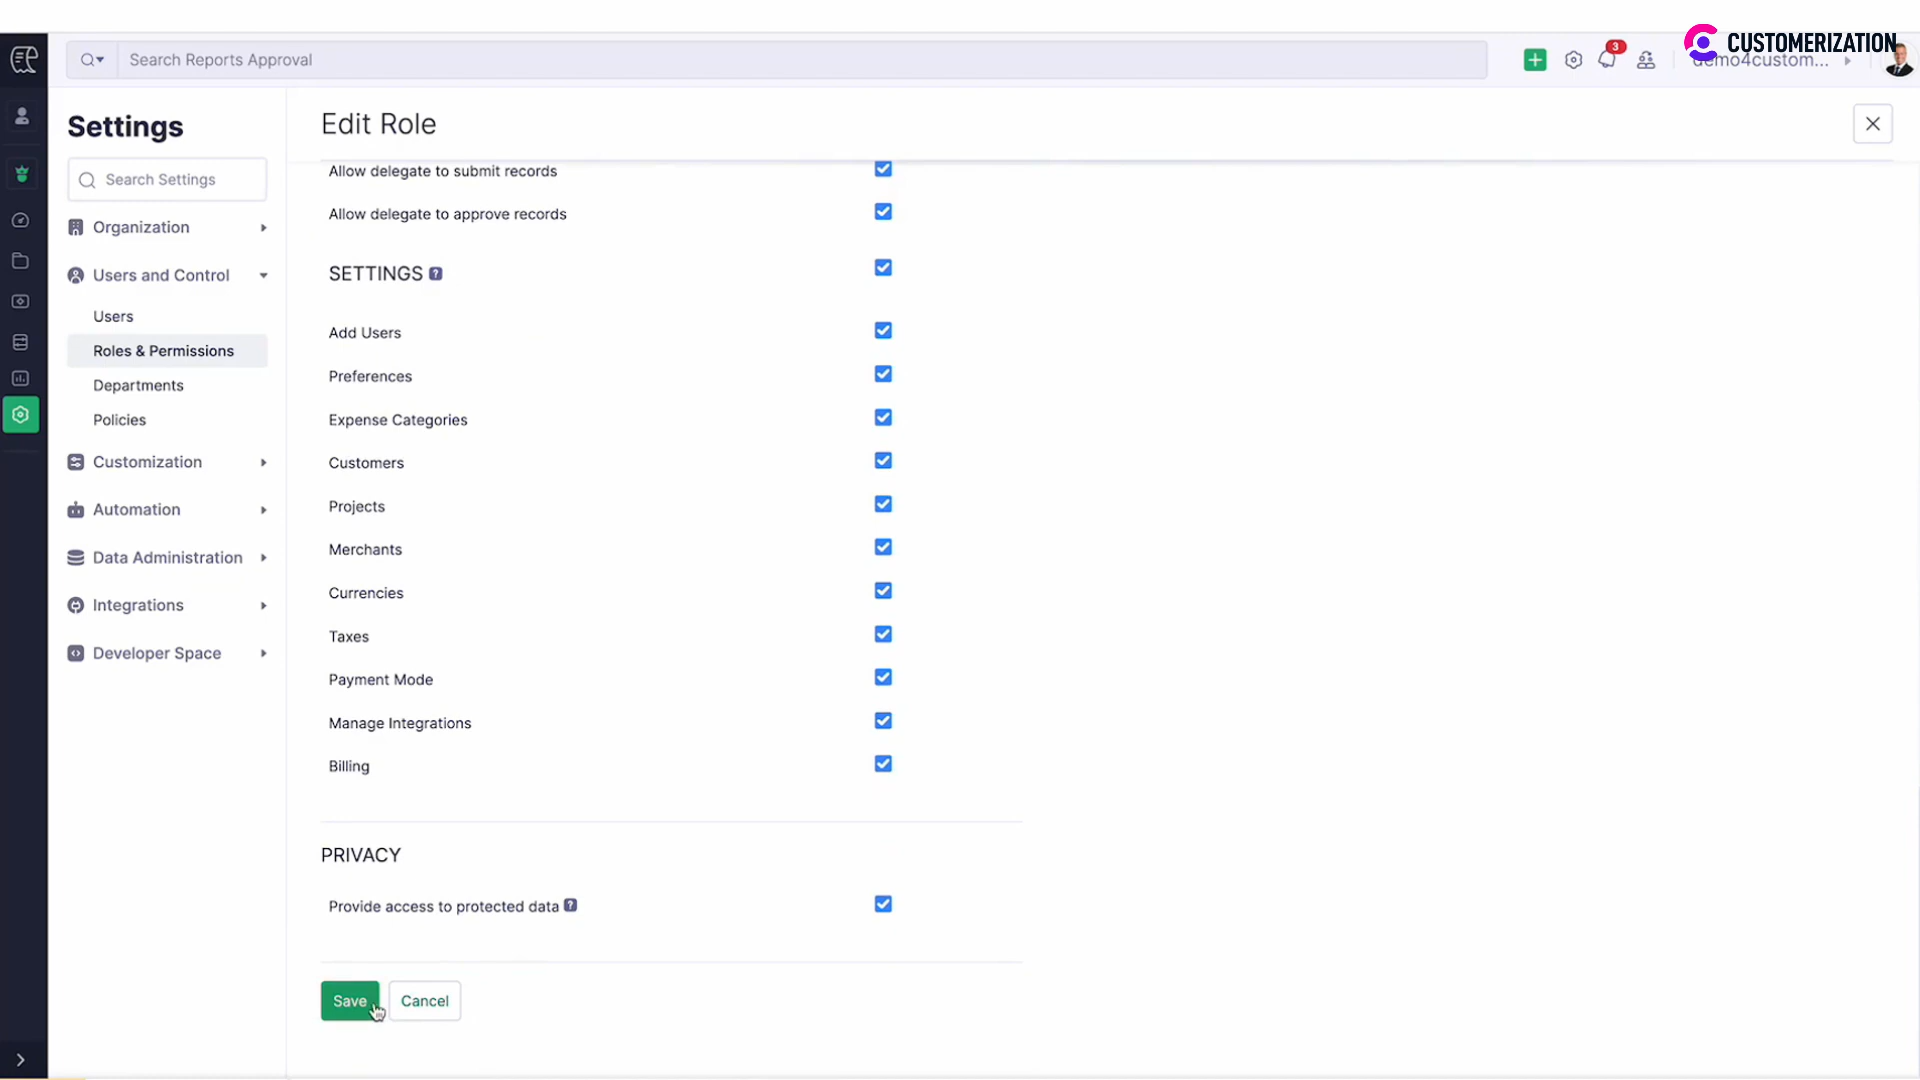 CUSTOMERIZATION
Search Reports Approval
3
demo4custom...
Settings
Search Settings
Organization
Users and Control
Users
Roles & Permissions
Departments
Policies
Customization
Automation
Data Administration
Integrations
Developer Space
Edit Role
Allow delegate to submit records
Allow delegate to approve records
SETTINGS ?
Add Users
Preferences
Expense Categories
Customers
Projects
Merchants
Currencies
Taxes
Payment Mode
Manage Integrations
Billing
PRIVACY
Provide access to protected data ?
Save
Cancel